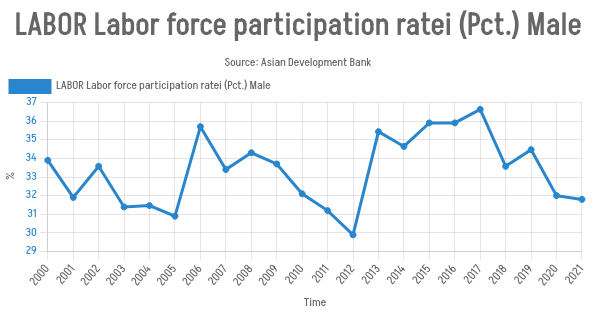 LABOR Labor force participation ratei (Pct.) Male
Source: Asian Development Bank
LABOR Labor force participation ratei (Pct.) Male
37
36
35
34
33
32
31
30
29
%
2000 2001 2002 2003 2004 2005 2006 2007 2008 2009 2010 2011 2012 2013 2014 2015 2016 2017 2018 2019 2020 2021
Time